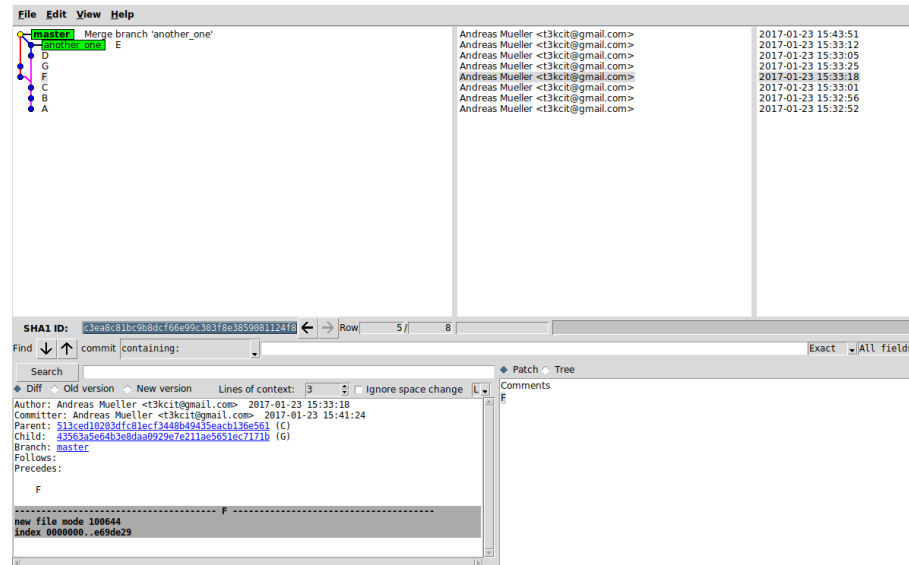 File Edit View Help
master Merge branch 'another_one' Andreas Mueller <t3kcit@gmail.com> 2017-01-23 15:43:51
another_one E Andreas Mueller <t3kcit@gmail.com> 2017-01-23 15:33:12
D Andreas Mueller <t3kcit@gmail.com> 2017-01-23 15:33:05
G Andreas Mueller <t3kcit@gmail.com> 2017-01-23 15:33:25
F Andreas Mueller <t3kcit@gmail.com> 2017-01-23 15:33:18
C Andreas Mueller <t3kcit@gmail.com> 2017-01-23 15:33:01
B Andreas Mueller <t3kcit@gmail.com> 2017-01-23 15:32:56
A Andreas Mueller <t3kcit@gmail.com> 2017-01-23 15:32:52
SHA1 ID: c3ea8c81bc9b8dcf66e99c303f8e3859081124f8 Row 5 / 8
Find commit containing: Exact All fields
Search
Diff Old version New version Lines of context: 3 Ignore space change L
Patch Tree
Author: Andreas Mueller <t3kcit@gmail.com> 2017-01-23 15:33:18
Committer: Andreas Mueller <t3kcit@gmail.com> 2017-01-23 15:41:24
Parent: 513ced10203dfc81ecf3448b49435eacb136e561 (C)
Child: 43563a5e64b3e8daa0929e7e211ae5651ec7171b (G)
Branch: master
Follows:
Precedes:
F
------------------------------------- F -------------------------------------
new file mode 100644
index 0000000..e69de29
Comments
F